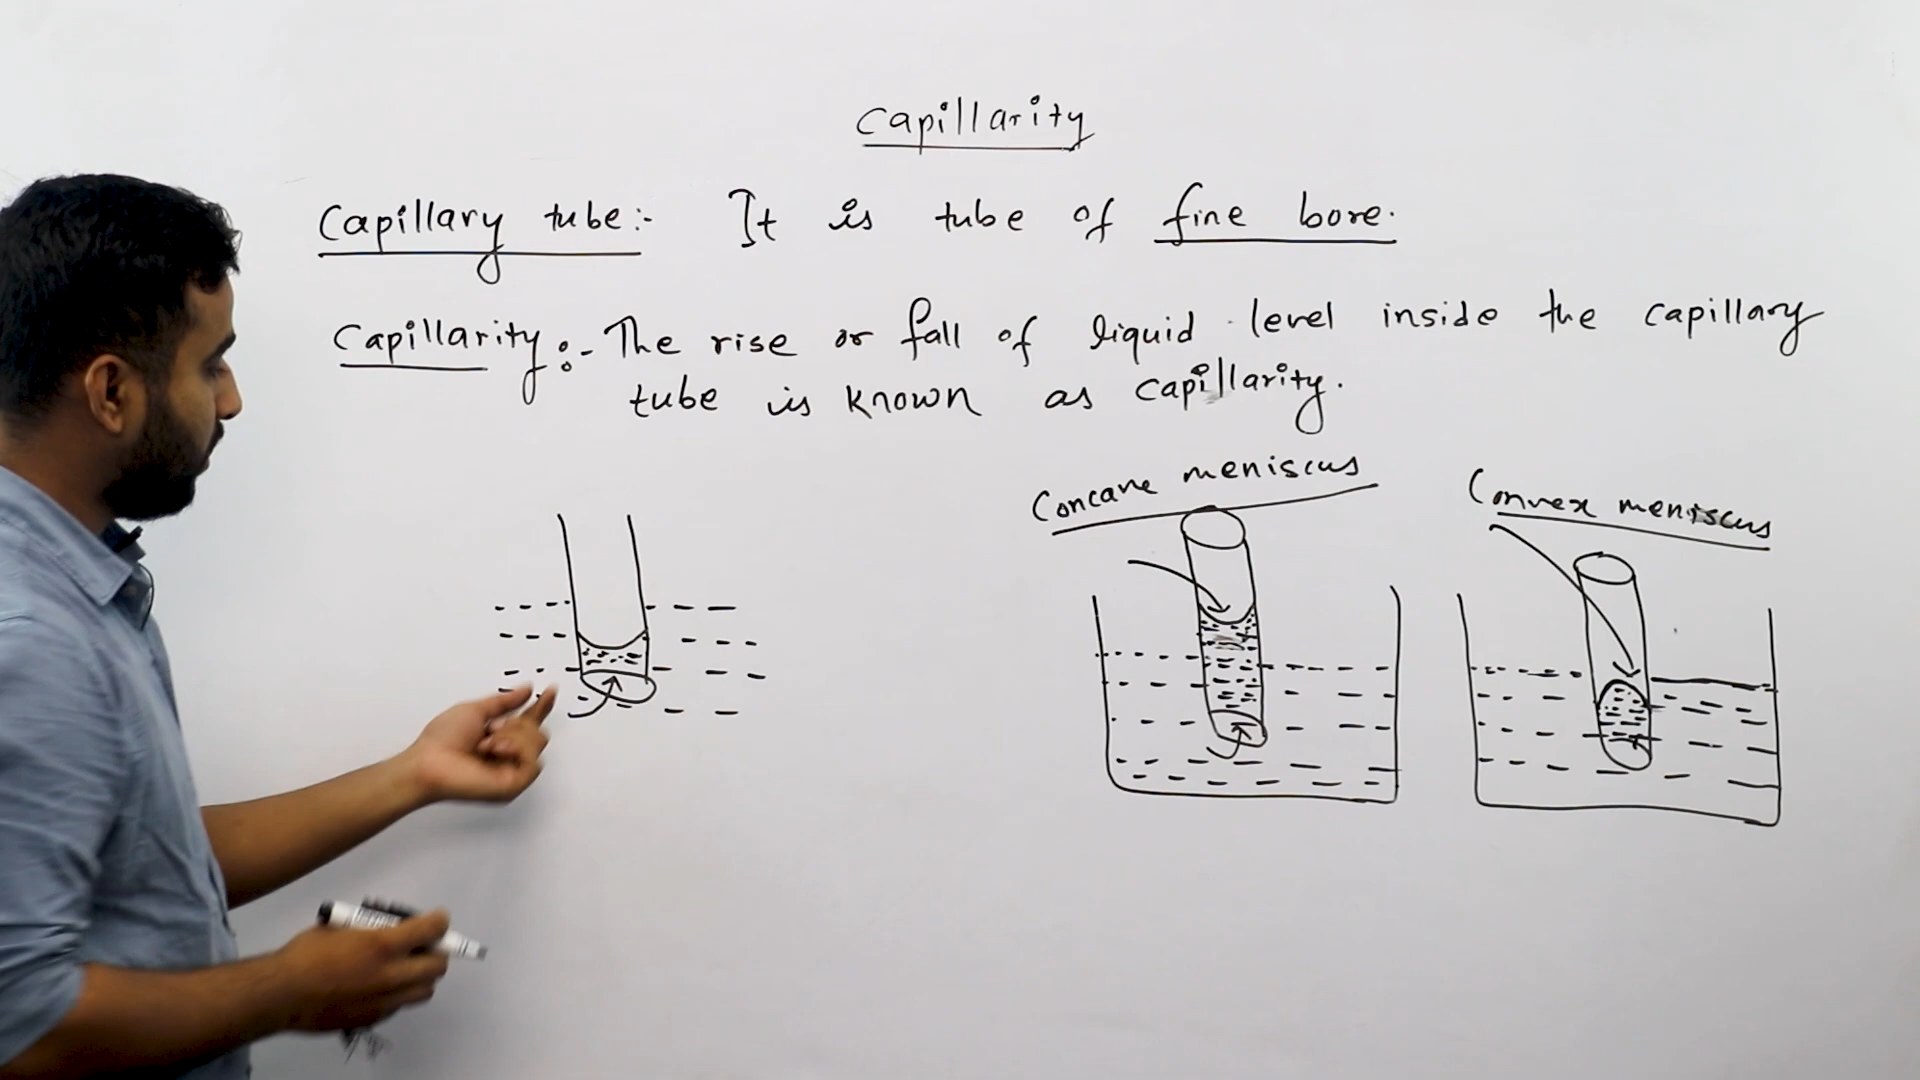 Capillarity
Capillary tube:- It is tube of fine bore.
Capillarity:- The rise or fall of liquid level inside the capillary
tube is known as capillarity.
Concave meniscus
Convex meniscus